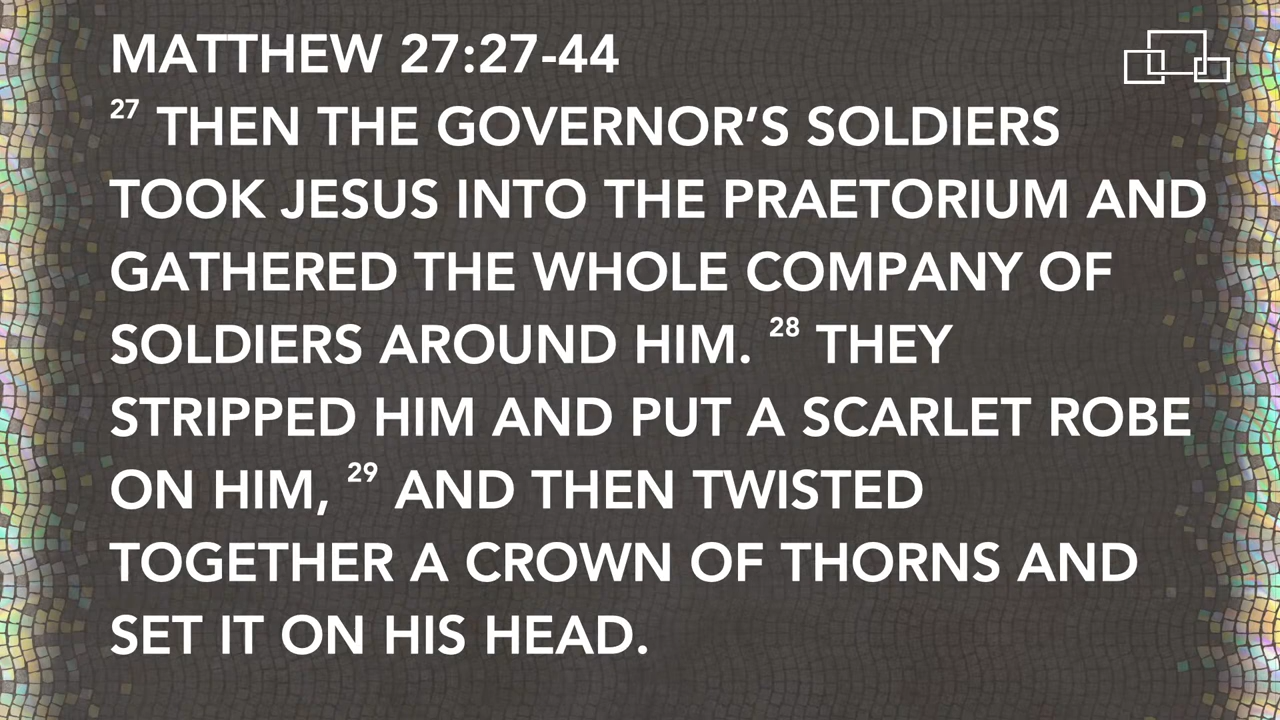 MATTHEW 27:27-44
27 THEN THE GOVERNOR’S SOLDIERS
TOOK JESUS INTO THE PRAETORIUM AND
GATHERED THE WHOLE COMPANY OF
SOLDIERS AROUND HIM. 28 THEY
STRIPPED HIM AND PUT A SCARLET ROBE
ON HIM, 29 AND THEN TWISTED
TOGETHER A CROWN OF THORNS AND
SET IT ON HIS HEAD.